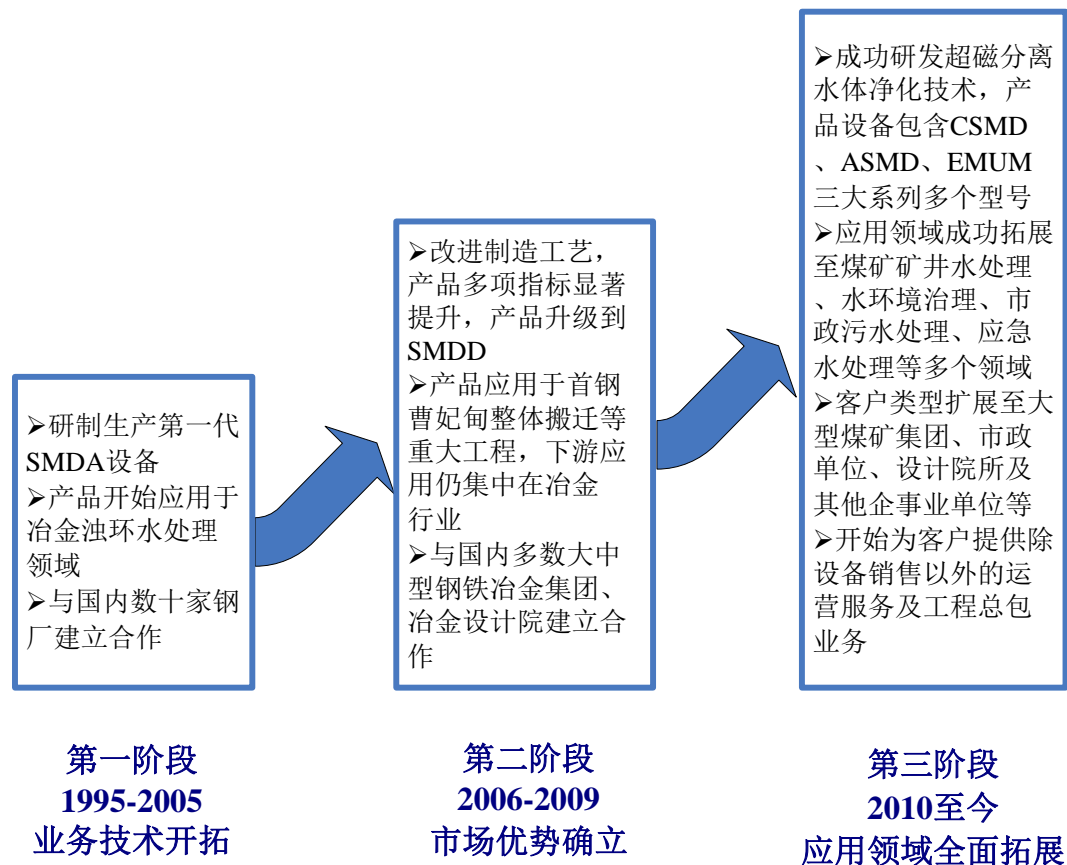 ➢研制生产第一代
SMDA设备
➢产品开始应用于
冶金浊环水处理
领域
➢与国内数十家钢
厂建立合作
第一阶段
1995-2005
业务技术开拓
➢改进制造工艺，
产品多项指标显著
提升，产品升级到
SMDD
➢产品应用于首钢
曹妃甸整体搬迁等
重大工程，下游应
用仍集中在冶金
行业
➢与国内多数大中
型钢铁冶金集团、
冶金设计院建立合
作
第二阶段
2006-2009
市场优势确立
➢成功研发超磁分离
水体净化技术，产
品设备包含CSMD
、ASMD、EMUM
三大系列多个型号
➢应用领域成功拓展
至煤矿矿井水处理
、水环境治理、市
政污水处理、应急
水处理等多个领域
➢客户类型扩展至大
型煤矿集团、市政
单位、设计院所及
其他企事业单位等
➢开始为客户提供除
设备销售以外的运
营服务及工程总包
业务
第三阶段
2010至今
应用领域全面拓展